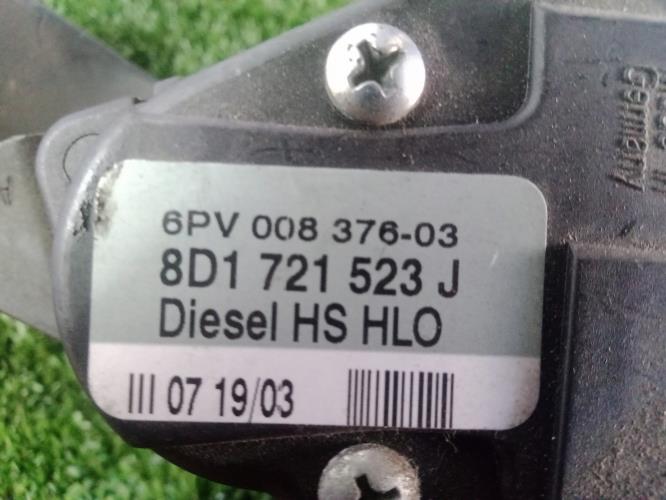 6PV 008 376-03
8D1 721 523 J
Diesel HS HLO
III 07 19/03
Germany